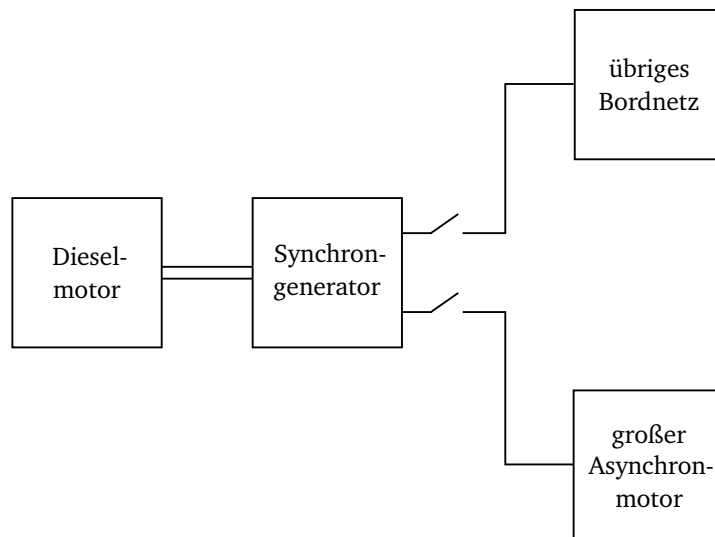 übriges
Bordnetz
Diesel-
motor
Synchron-
generator
großer
Asynchron-
motor